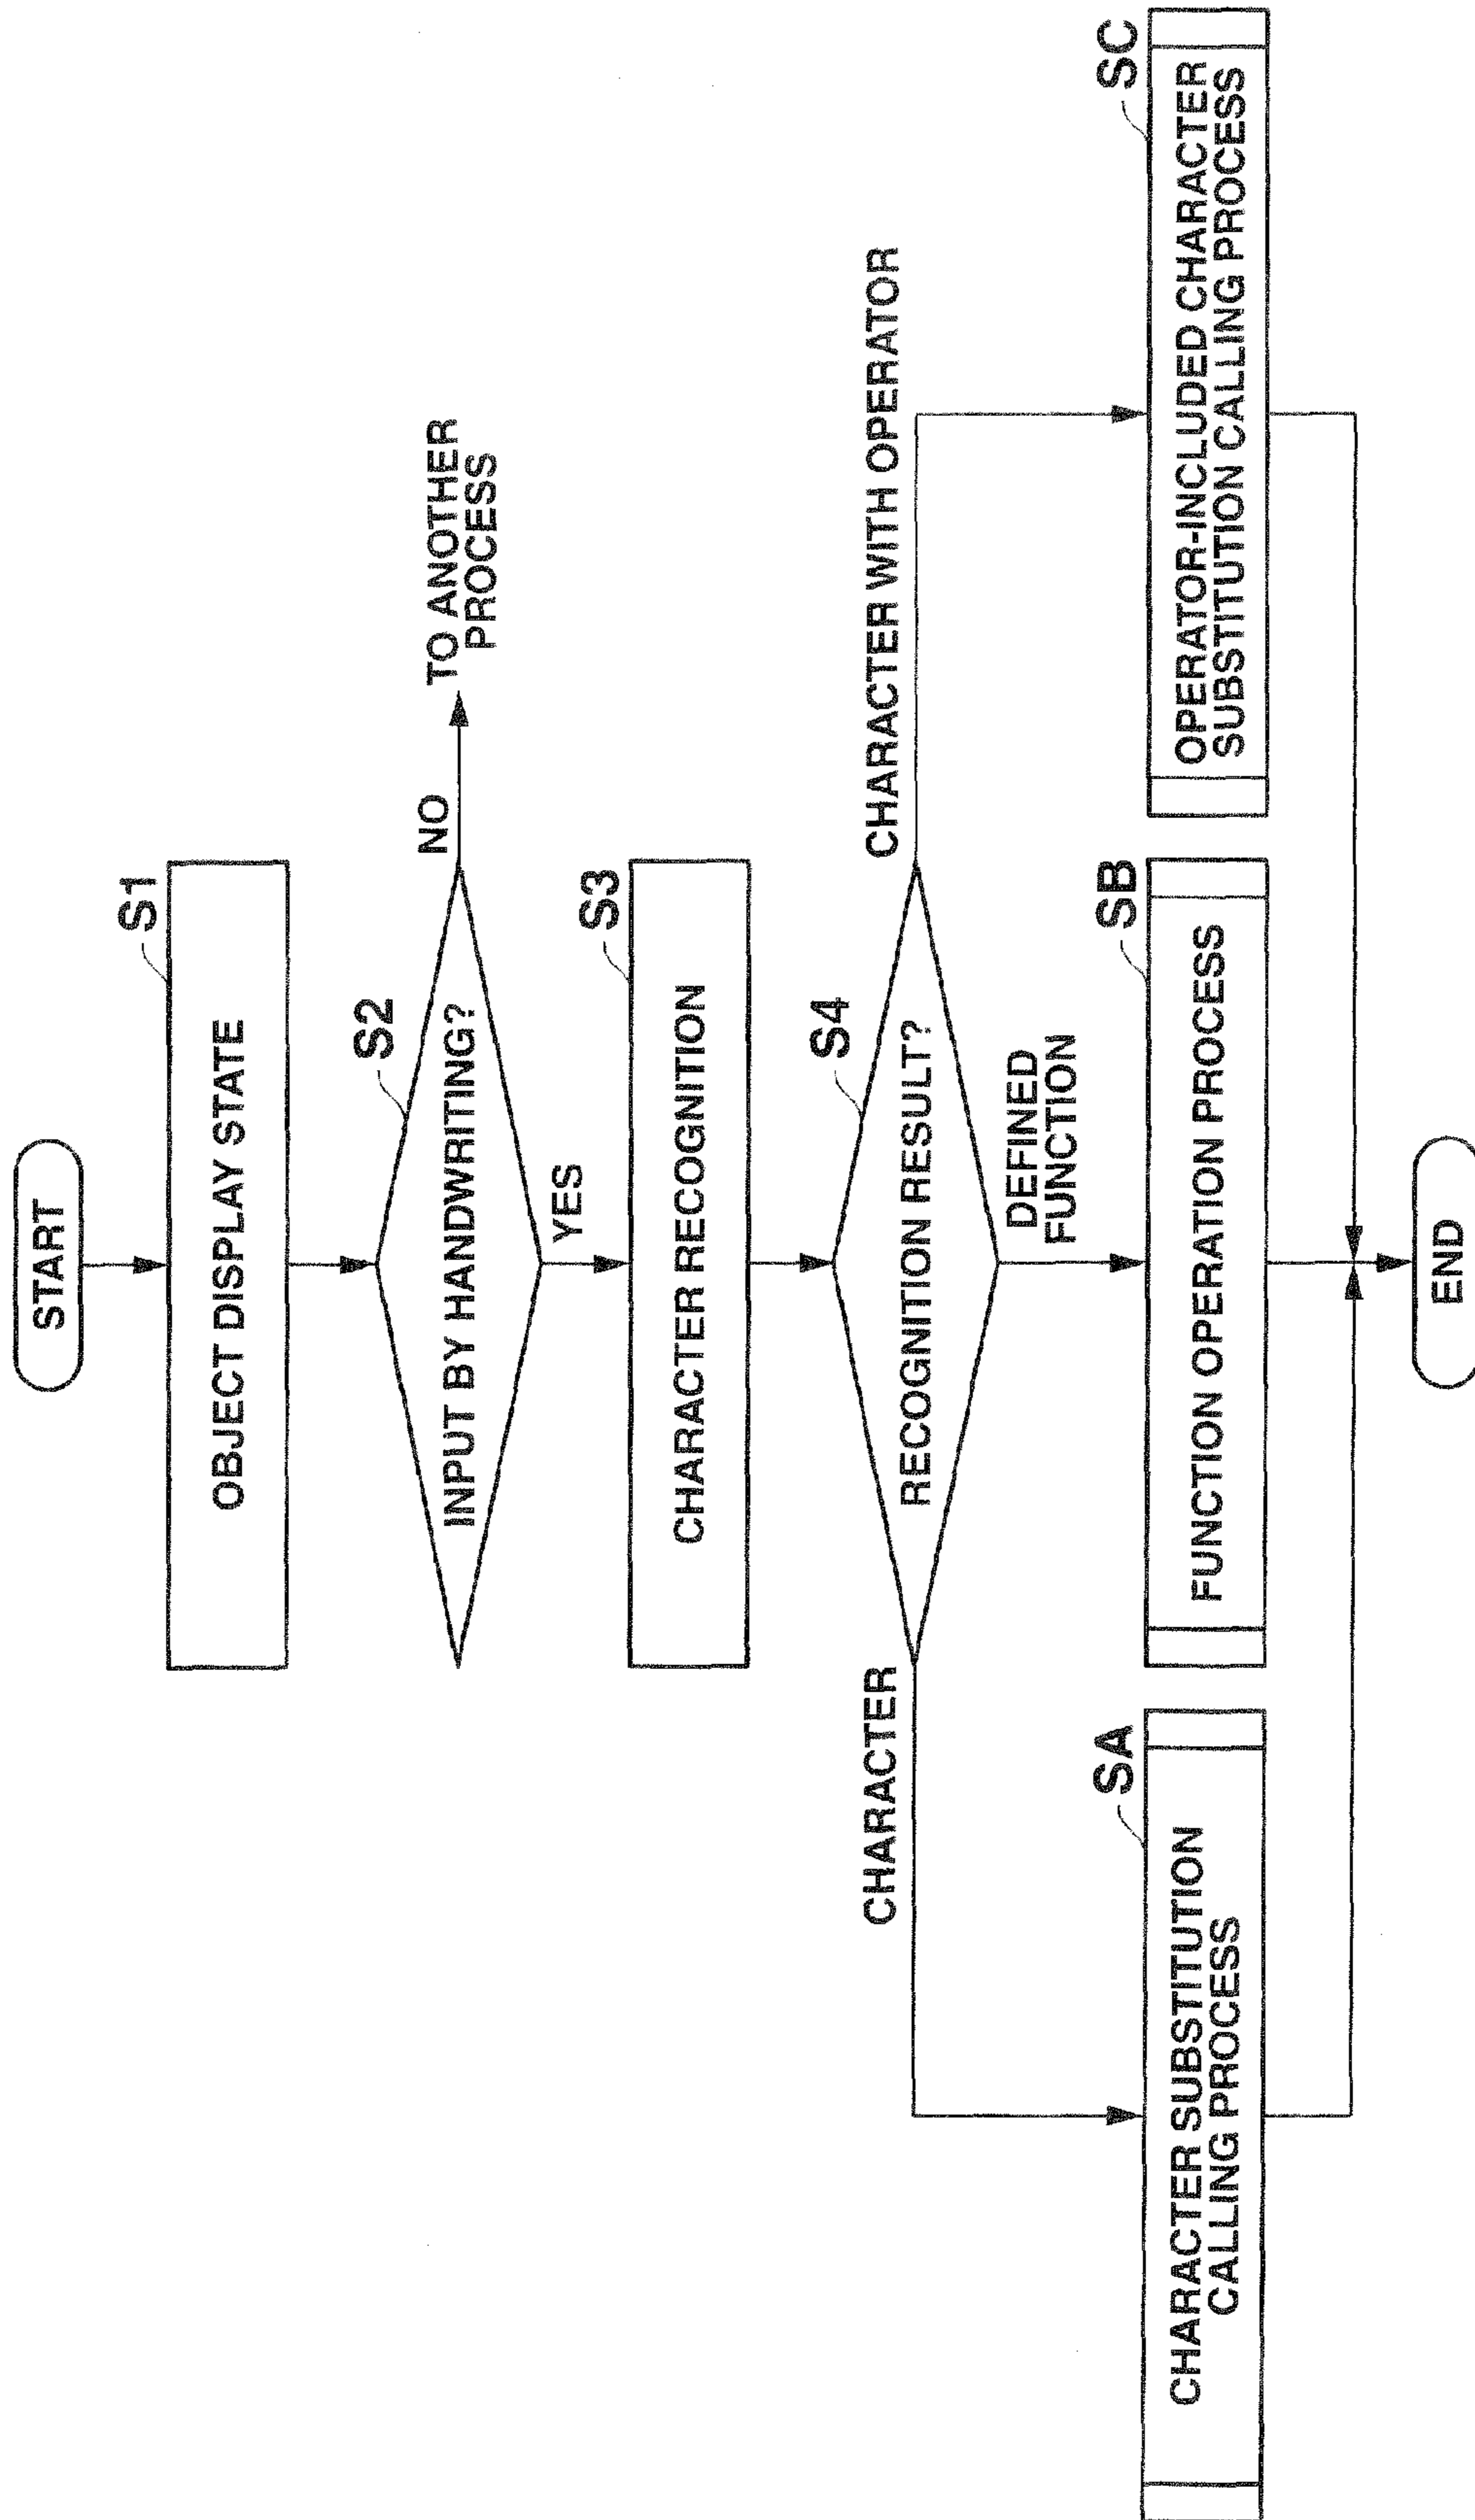 START
S1
OBJECT DISPLAY STATE
S2
INPUT BY HANDWRITING?
NO
TO ANOTHER
PROCESS
YES
S3
CHARACTER RECOGNITION
S4
RECOGNITION RESULT?
CHARACTER
DEFINED
FUNCTION
CHARACTER WITH OPERATOR
SA
CHARACTER SUBSTITUTION
CALLING PROCESS
SB
FUNCTION OPERATION PROCESS
SC
OPERATOR-INCLUDED CHARACTER
SUBSTITUTION CALLING PROCESS
END